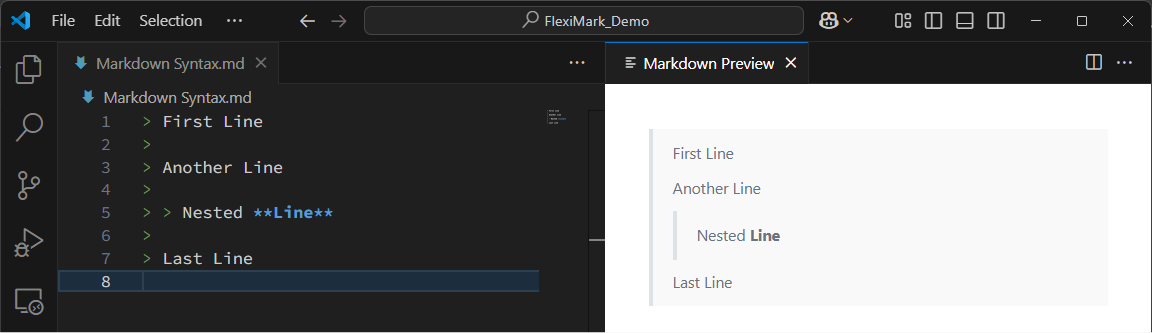 File Edit Selection ··· FlexiMark_Demo
Markdown Syntax.md
Markdown Preview
Markdown Syntax.md
1 > First Line
2 >
3 > Another Line
4 >
5 > > Nested **Line**
6 >
7 > Last Line
8
First Line
Another Line
Nested Line
Last Line